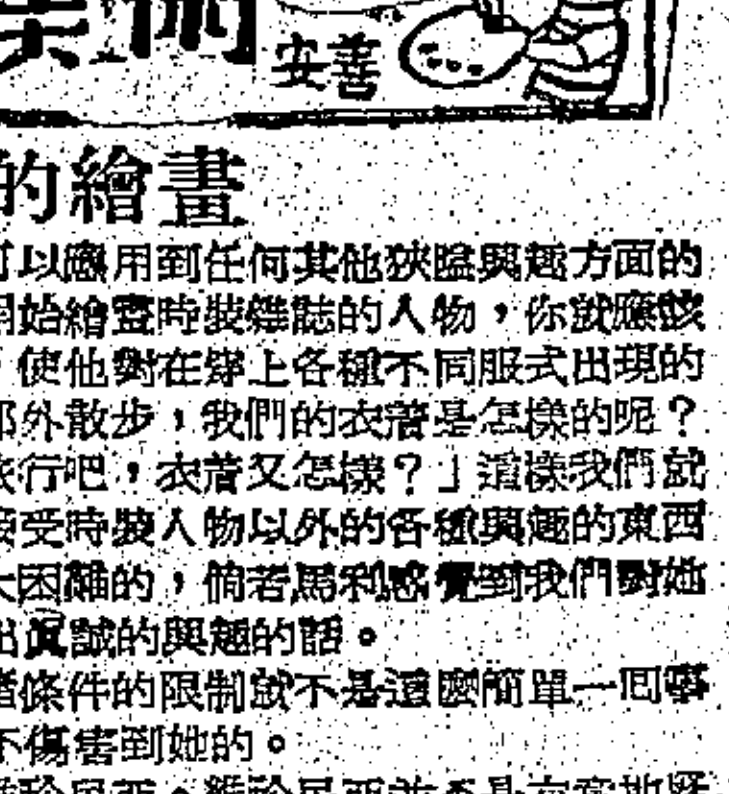 術
安善
的繪畫
可以應用到任何其他狹隘興趣方面的
開始繪畫時裝雜誌的人物，你就應該
使他對在穿上各種不同服式出現的
外散步，我們的衣着是怎樣的呢？
旅行吧，衣着又怎樣？」這樣我們就
接受時裝人物以外的各種興趣的東西
大困難的，倘若馬利感覺到我們對她
出眞誠的興趣的話。
條件的限制就不是這麼簡單一回事
不傷害到她的。